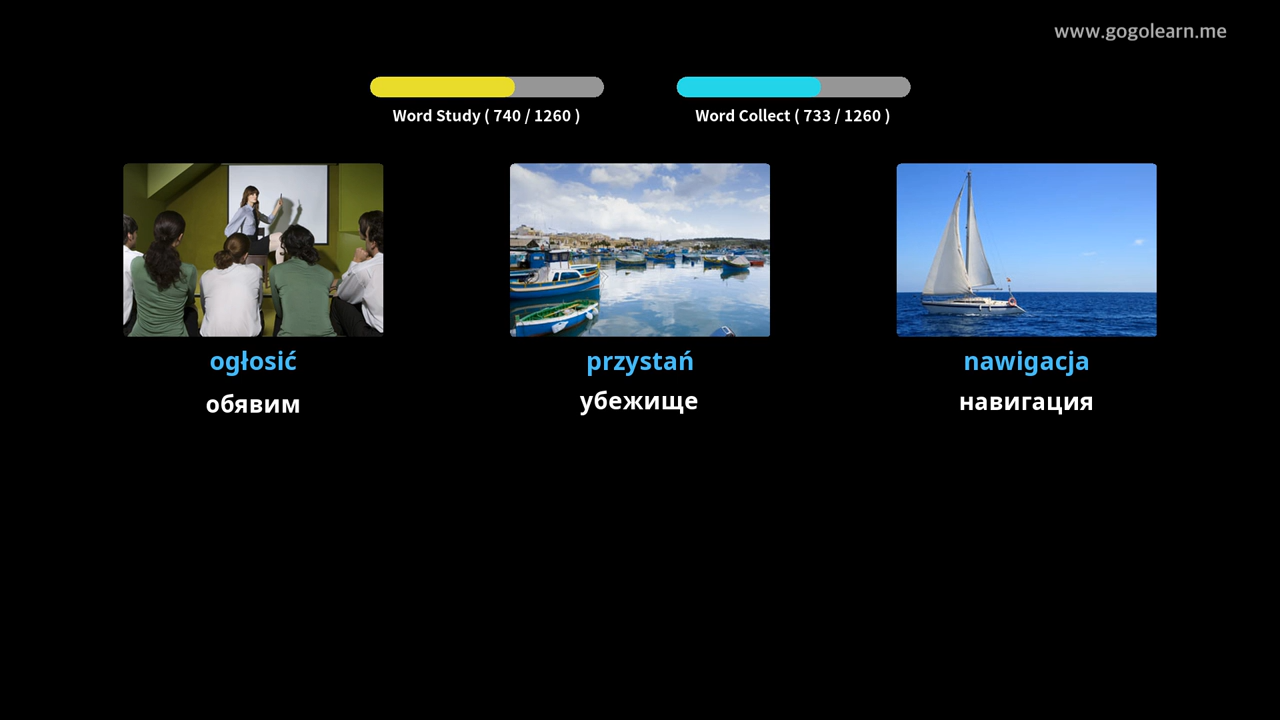 www.gogolearn.me
Word Study ( 740 / 1260 )
Word Collect ( 733 / 1260 )
ogłosić
przystań
nawigacja
обявим
убежище
навигация